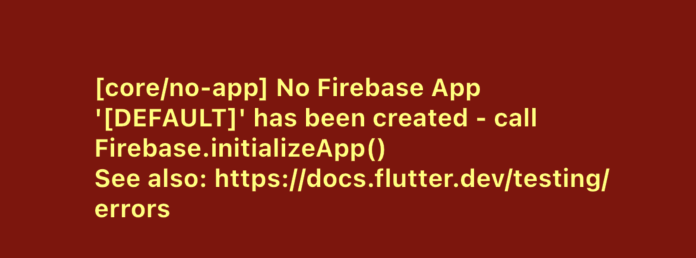 [core/no-app] No Firebase App
'[DEFAULT]' has been created - call
Firebase.initializeApp()
See also: https://docs.flutter.dev/testing/
errors